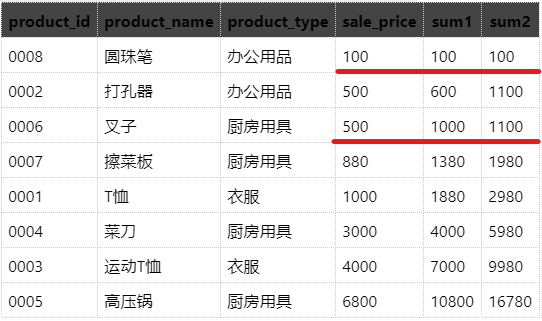 product_id product_name product_type sale_price sum1 sum2
0008 圆珠笔 办公用品 100 100 100
0002 打孔器 办公用品 500 600 1100
0006 叉子 厨房用具 500 1000 1100
0007 擦菜板 厨房用具 880 1380 1980
0001 T恤 衣服 1000 1880 2980
0004 菜刀 厨房用具 3000 4000 5980
0003 运动T恤 衣服 4000 7000 9980
0005 高压锅 厨房用具 6800 10800 16780